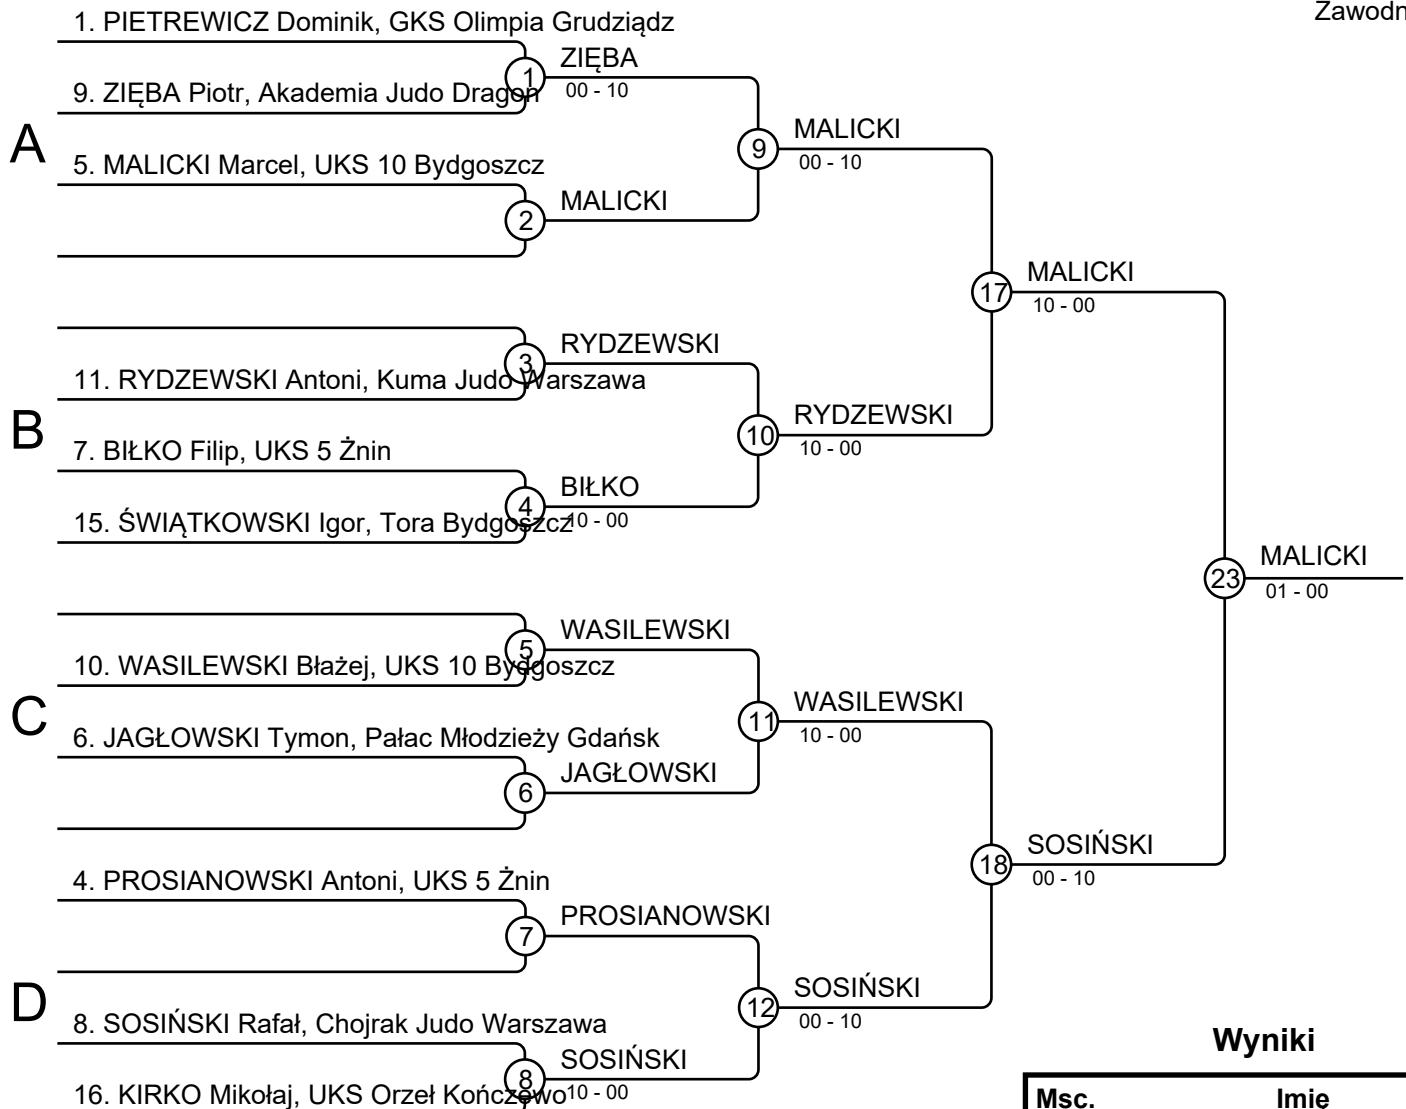 Zawodn
1. PIETREWICZ Dominik, GKS Olimpia Grudziądz
1
ZIĘBA
00 - 10
9. ZIĘBA Piotr, Akademia Judo Dragon
A
9
MALICKI
00 - 10
5. MALICKI Marcel, UKS 10 Bydgoszcz
2
MALICKI
17
MALICKI
10 - 00
3
RYDZEWSKI
11. RYDZEWSKI Antoni, Kuma Judo Warszawa
B
10
RYDZEWSKI
10 - 00
7. BIŁKO Filip, UKS 5 Żnin
4
BIŁKO
10 - 00
15. ŚWIĄTKOWSKI Igor, Tora Bydgoszcz
23
MALICKI
01 - 00
5
WASILEWSKI
10. WASILEWSKI Błażej, UKS 10 Bydgoszcz
C
11
WASILEWSKI
10 - 00
6. JAGŁOWSKI Tymon, Pałac Młodzieży Gdańsk
6
JAGŁOWSKI
18
SOSIŃSKI
00 - 10
4. PROSIANOWSKI Antoni, UKS 5 Żnin
7
PROSIANOWSKI
D
12
SOSIŃSKI
00 - 10
8. SOSIŃSKI Rafał, Chojrak Judo Warszawa
8
SOSIŃSKI
10 - 00
16. KIRKO Mikołaj, UKS Orzeł Kończewo
Wyniki
Msc. Imie